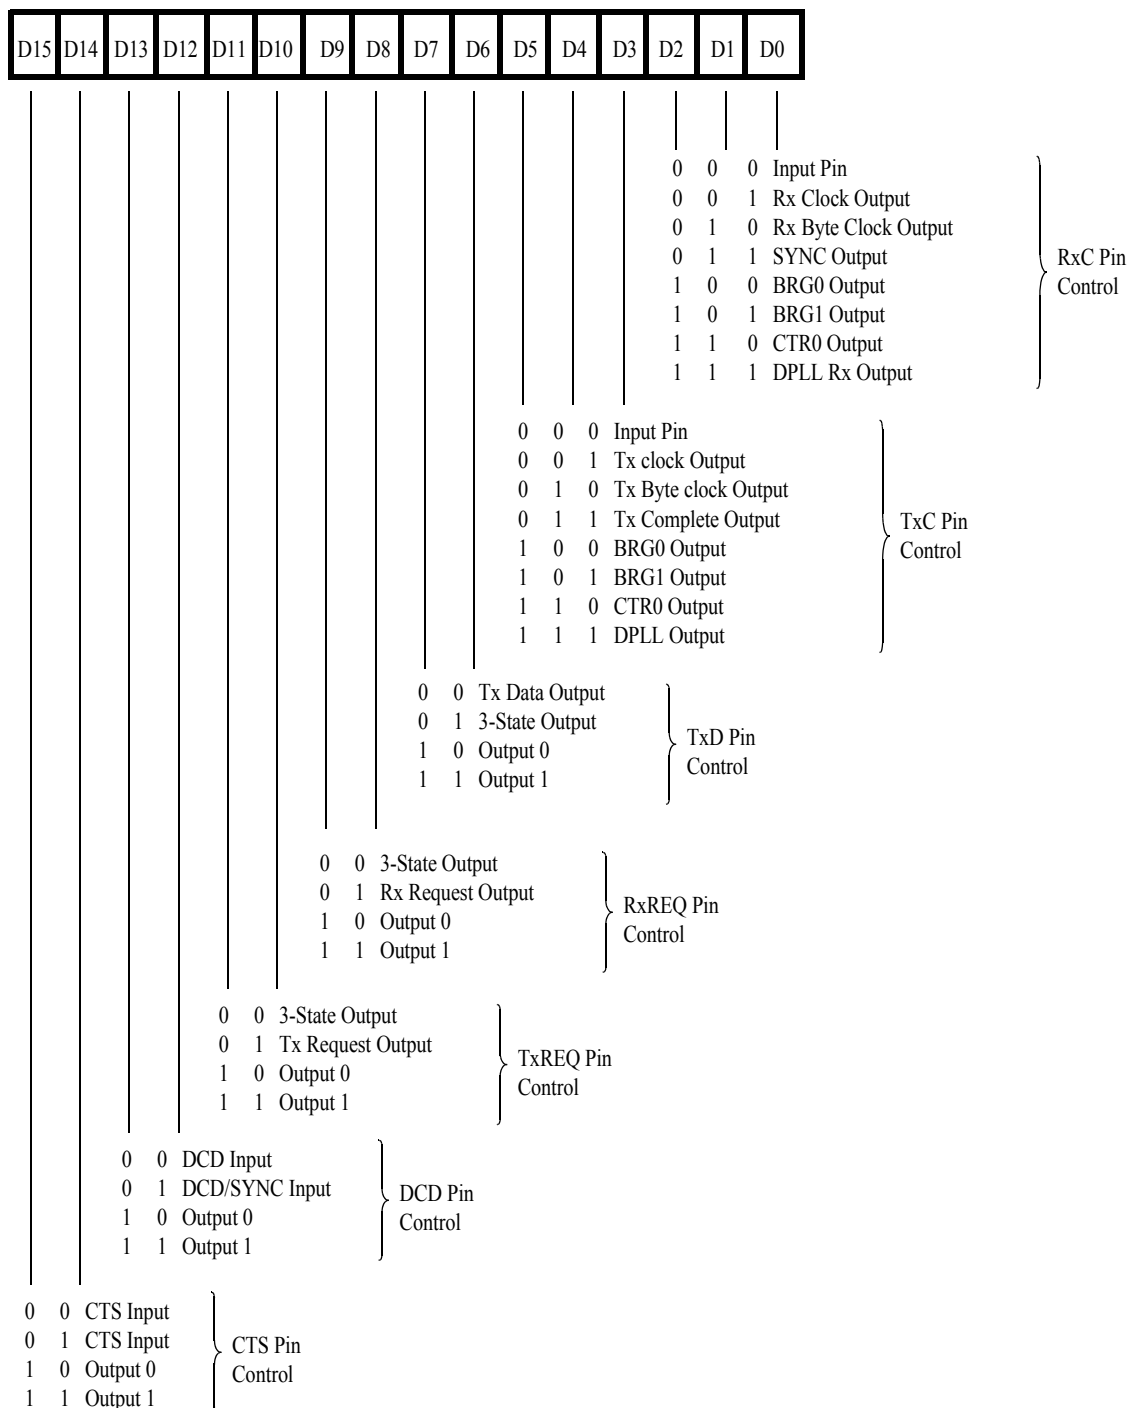 D15 D14 D13 D12 D11 D10 D9 D8 D7 D6 D5 D4 D3 D2 D1 D0
0 0 0 Input Pin
0 0 1 Rx Clock Output
0 1 0 Rx Byte Clock Output
0 1 1 SYNC Output
1 0 0 BRG0 Output
1 0 1 BRG1 Output
1 1 0 CTR0 Output
1 1 1 DPLL Rx Output
RxC Pin
Control
0 0 0 Input Pin
0 0 1 Tx clock Output
0 1 0 Tx Byte clock Output
0 1 1 Tx Complete Output
1 0 0 BRG0 Output
1 0 1 BRG1 Output
1 1 0 CTR0 Output
1 1 1 DPLL Output
TxC Pin
Control
0 0 Tx Data Output
0 1 3-State Output
1 0 Output 0
1 1 Output 1
TxD Pin
Control
0 0 3-State Output
0 1 Rx Request Output
1 0 Output 0
1 1 Output 1
RxREQ Pin
Control
0 0 3-State Output
0 1 Tx Request Output
1 0 Output 0
1 1 Output 1
TxREQ Pin
Control
0 0 DCD Input
0 1 DCD/SYNC Input
1 0 Output 0
1 1 Output 1
DCD Pin
Control
0 0 CTS Input
0 1 CTS Input
1 0 Output 0
1 1 Output 1
CTS Pin
Control